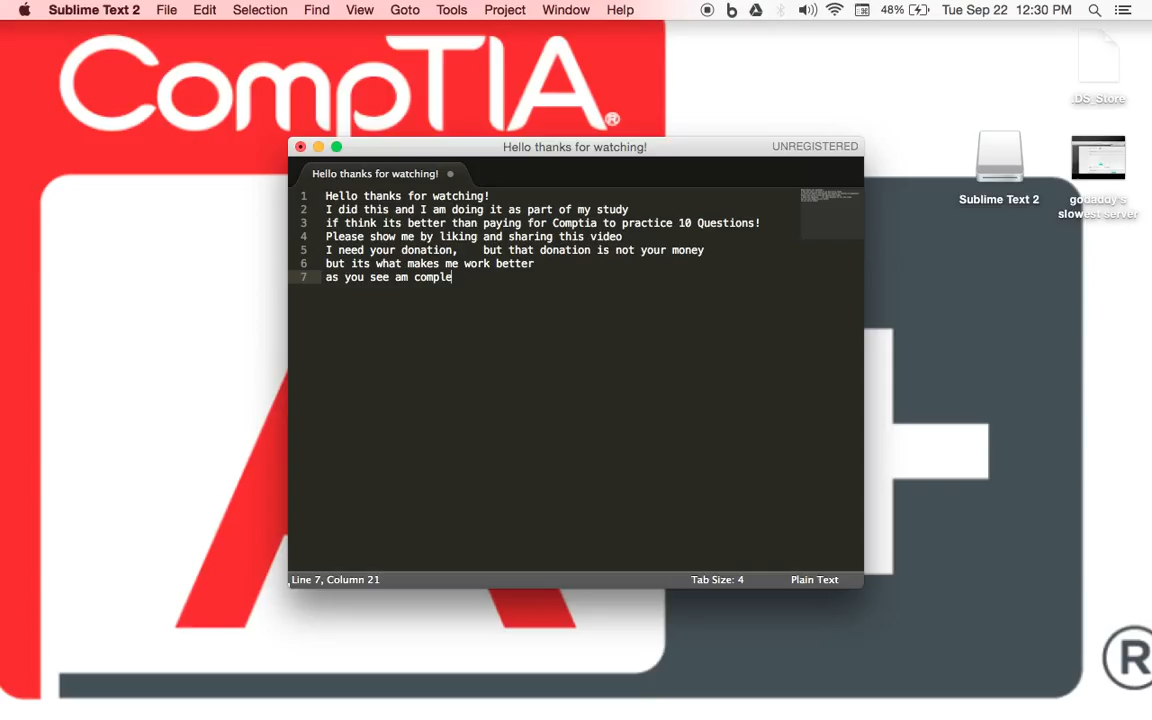 Sublime Text 2 File Edit Selection Find View Goto Tools Project Window Help 48% Tue Sep 22 12:30 PM
CompTIA®
.DS_Store
Hello thanks for watching! UNREGISTERED
Hello thanks for watching!
1 Hello thanks for watching!
2 I did this and I am doing it as part of my study
3 if think its better than paying for Comptia to practice 10 Questions!
4 Please show me by liking and sharing this video
5 I need your donation, but that donation is not your money
6 but its what makes me work better
7 as you see am comple
Sublime Text 2
godaddy's
slowest server
Line 7, Column 21 Tab Size: 4 Plain Text
A+
®